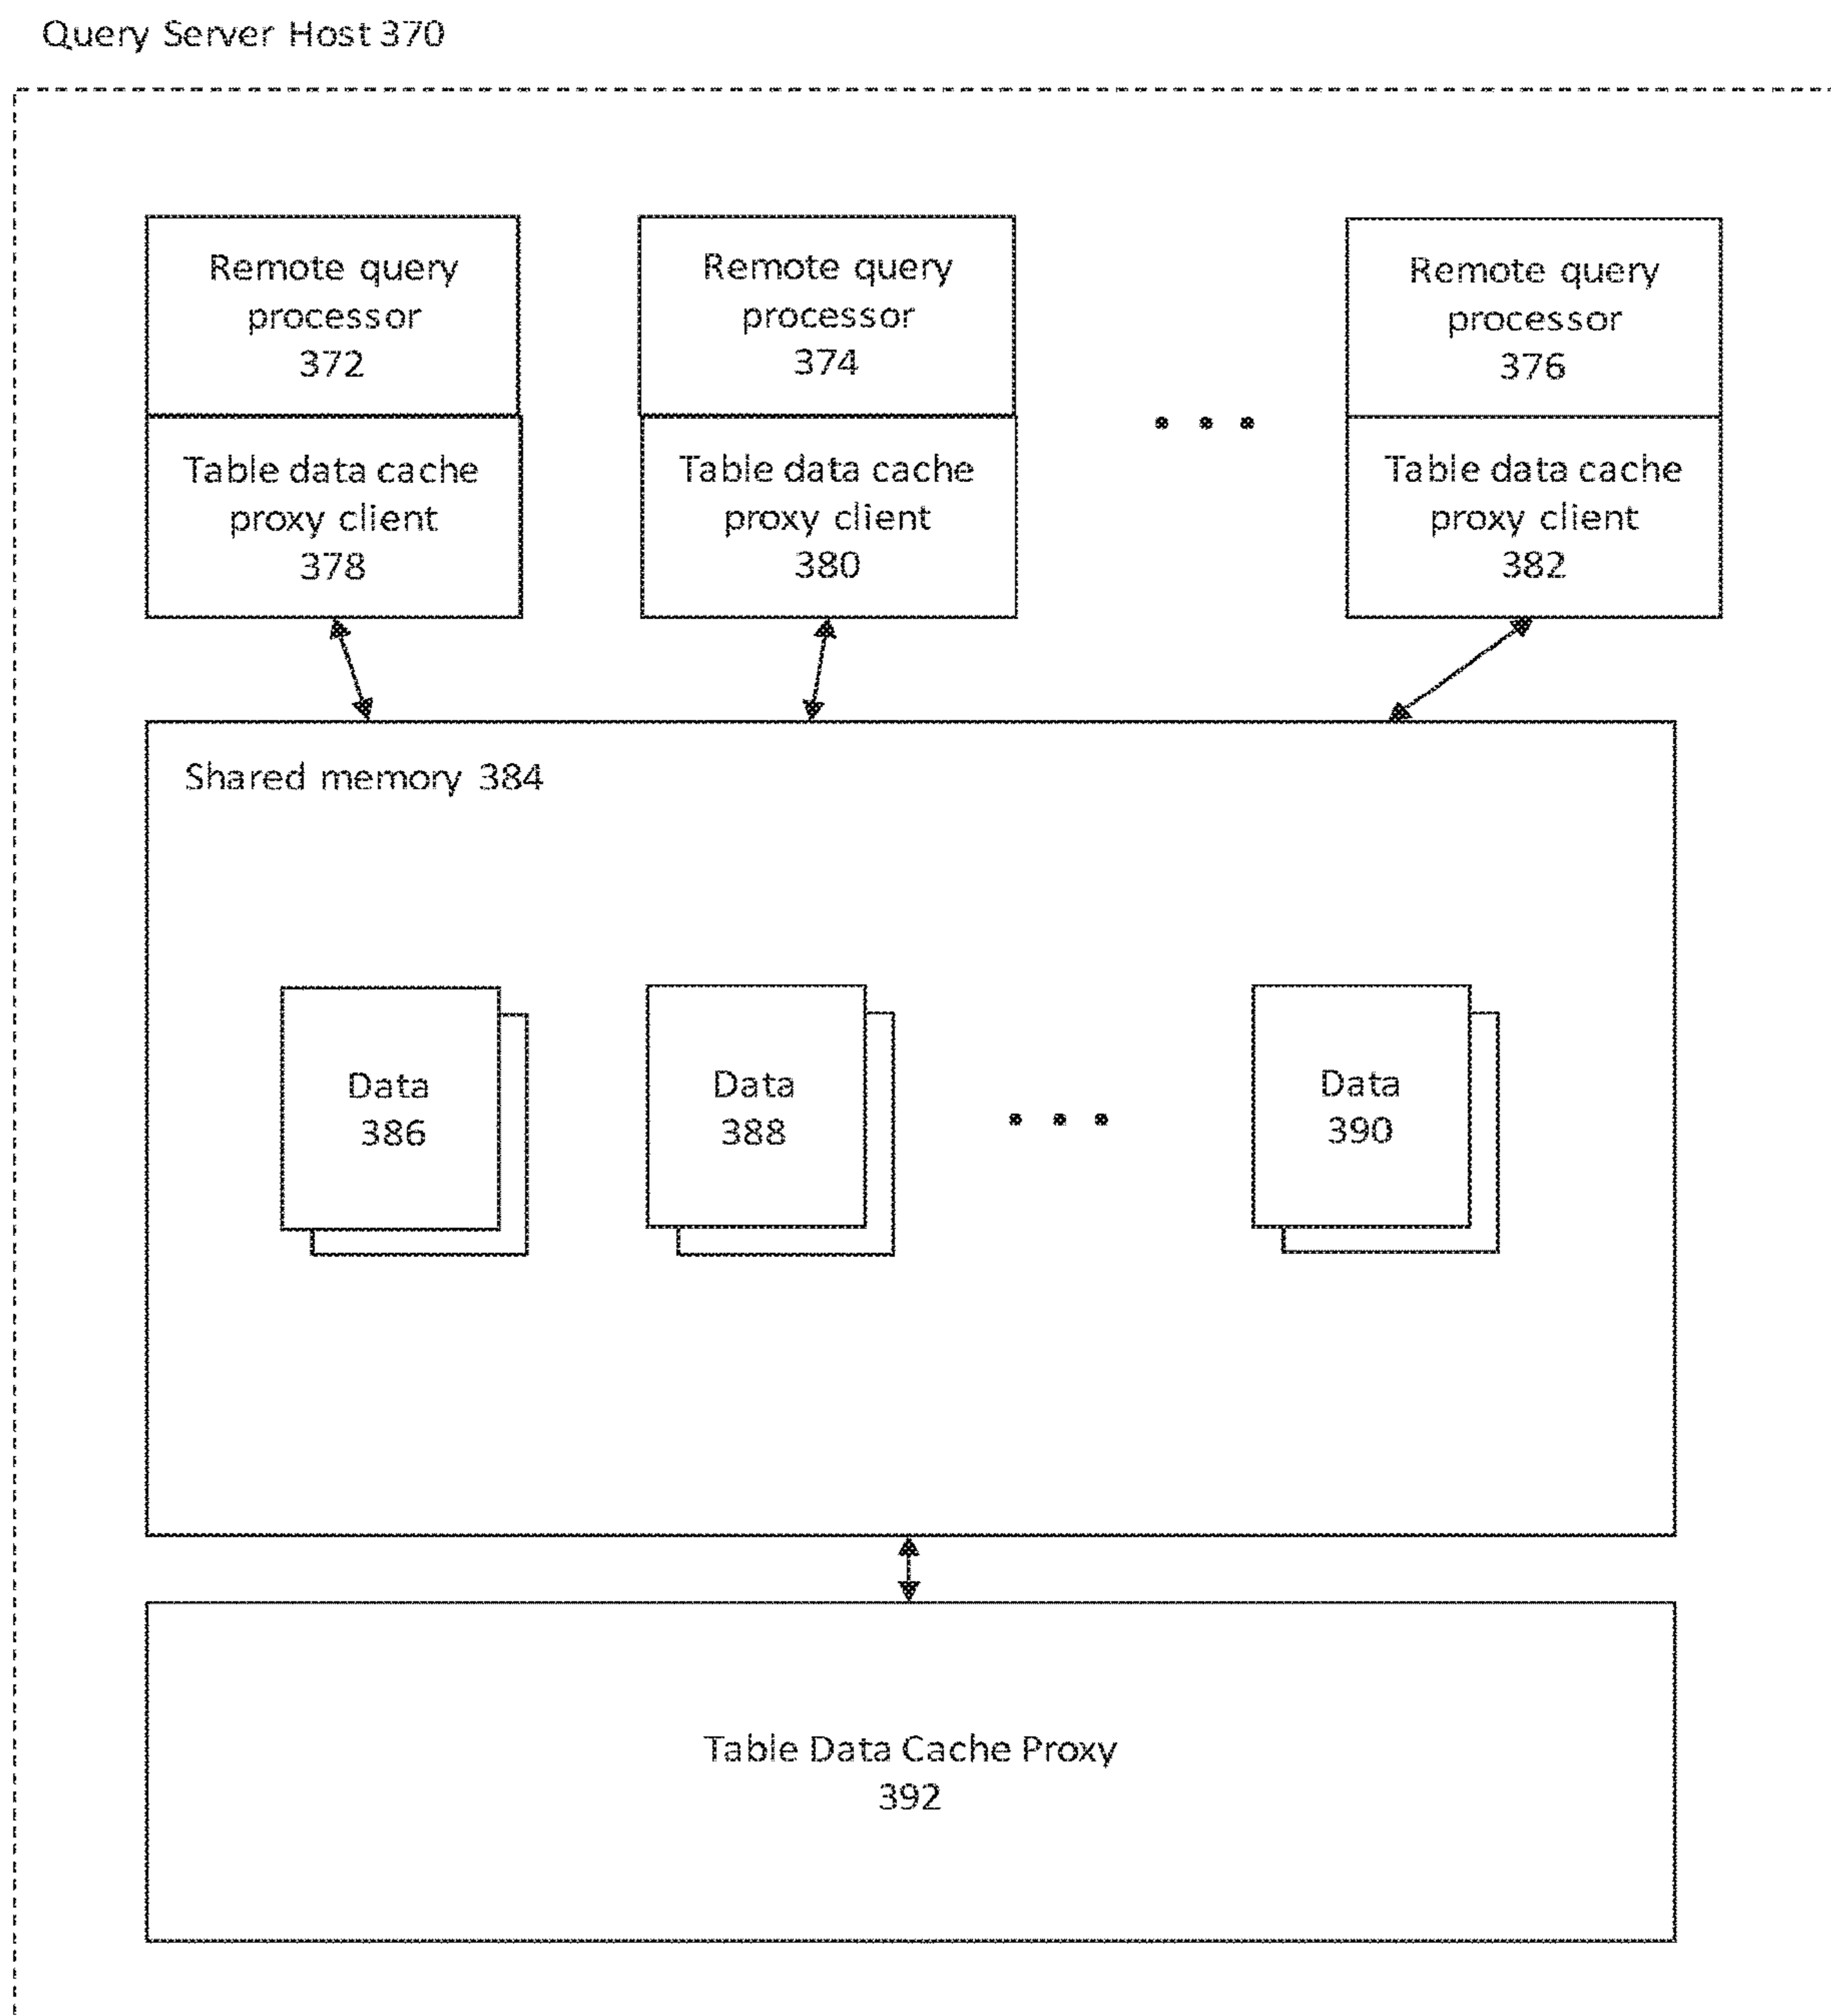 Query Server Host 370
Remote query
processor
372
Table data cache
proxy client
378
Remote query
processor
374
Table data cache
proxy client
380
Remote query
processor
376
Table data cache
proxy client
382
Shared memory 384
Data
386
Data
388
Data
390
Table Data Cache Proxy
392